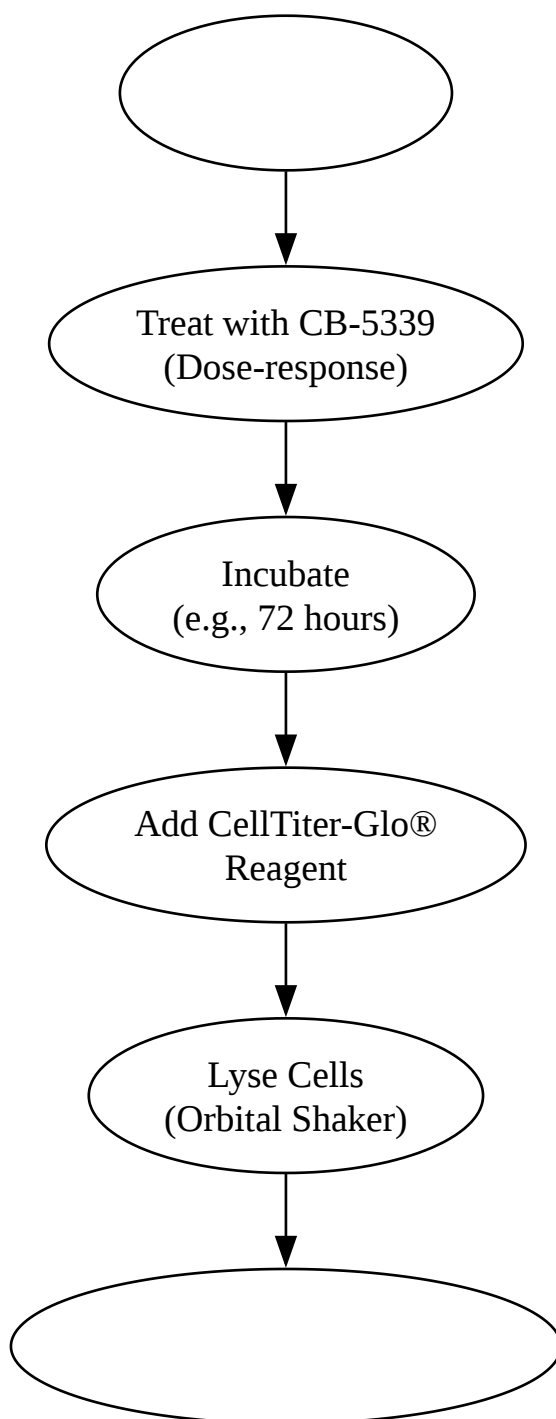 Treat with CB-5339
(Dose-response)
Incubate
(e.g., 72 hours)
Add CellTiter-Glo®
Reagent
Lyse Cells
(Orbital Shaker)